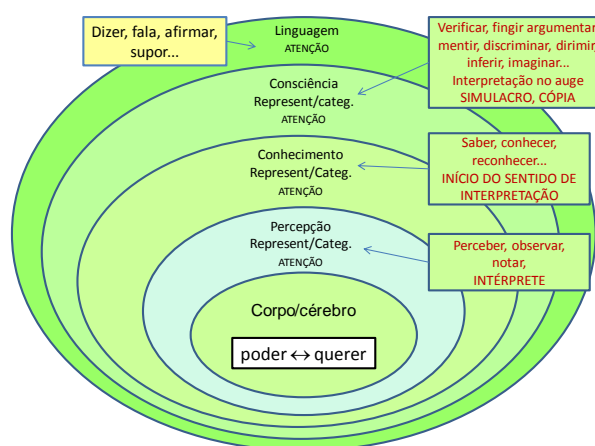 Dizer, fala, afirmar,
supor...
Linguagem
ATENÇÃO
Verificar, fingir argumentar,
mentir, discriminar, dirimir,
inferir, imaginar...
Interpretação no auge
SIMULACRO, CÓPIA
Consciência
Represent/categ.
ATENÇÃO
Conhecimento
Represent/Categ.
ATENÇÃO
Saber, conhecer,
reconhecer...
INÍCIO DO SENTIDO DE
INTERPRETAÇÃO
Percepção
Represent/Categ.
ATENÇÃO
Perceber, observar,
notar,
INTÉRPRETE
Corpo/cérebro
poder ↔ querer